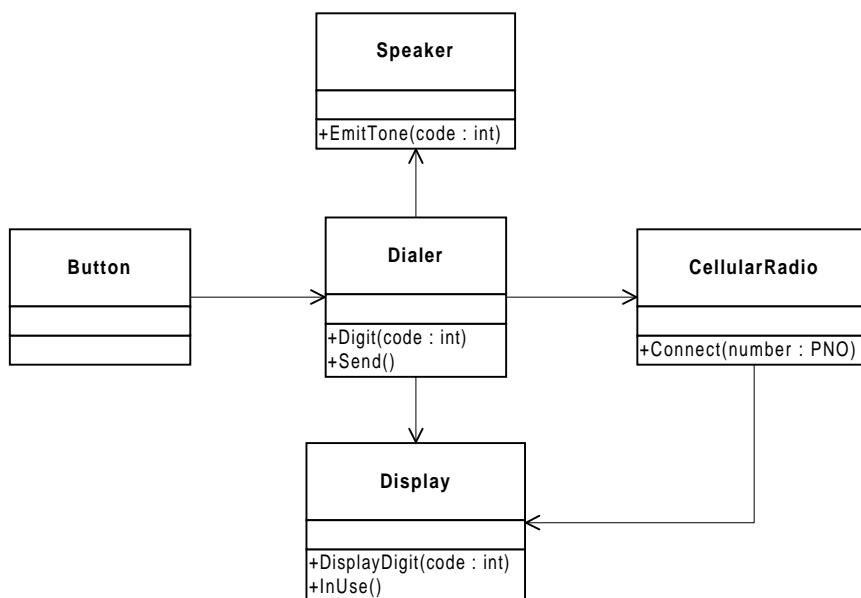 Speaker
+EmitTone(code : int)
Button
Dialer
+Digit(code : int)
+Send()
CellularRadio
+Connect(number : PNO)
Display
+DisplayDigit(code : int)
+InUse()